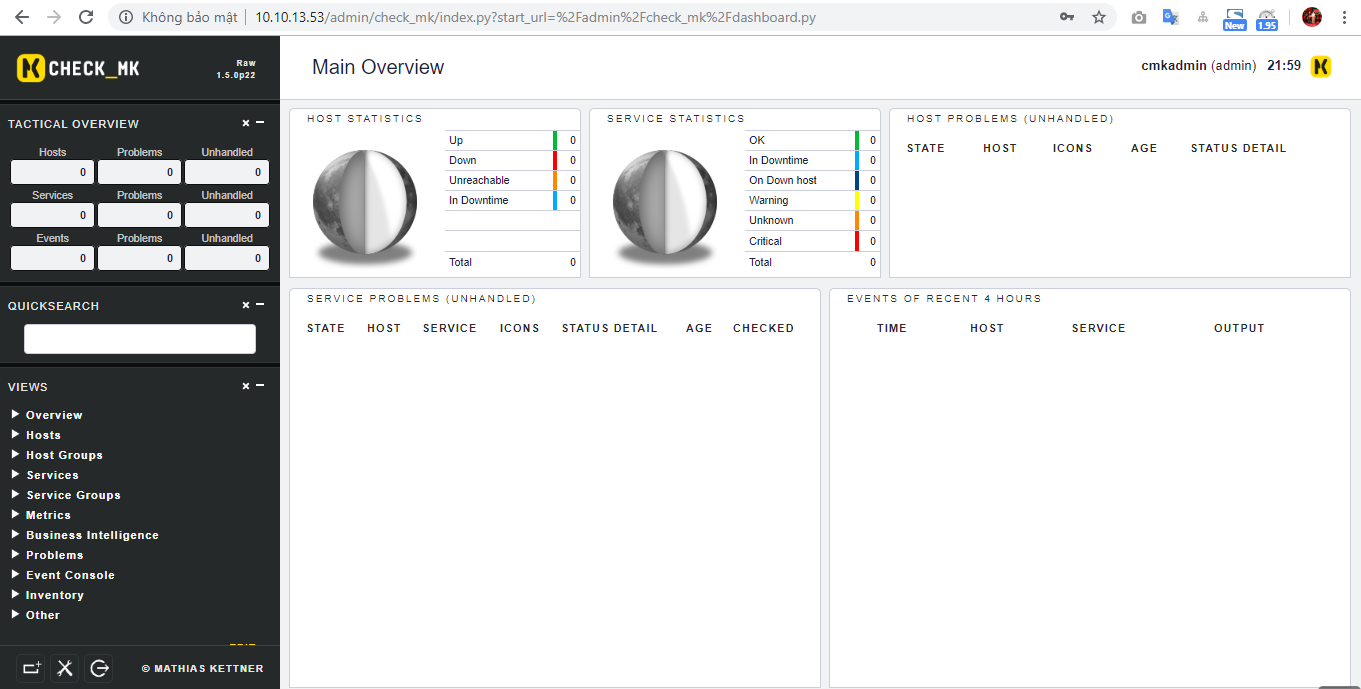 Không bảo mật | 10.10.13.53/admin/check_mk/index.py?start_url=%2Fadmin%2Fcheck_mk%2Fdashboard.py
New
1.95
CHECK_MK
Raw
1.5.0p22
Main Overview
cmkadmin (admin) 21:59
TACTICAL OVERVIEW
Hosts Problems Unhandled
0 0 0
Services Problems Unhandled
0 0 0
Events Problems Unhandled
0 0 0
QUICKSEARCH
VIEWS
Overview
Hosts
Host Groups
Services
Service Groups
Metrics
Business Intelligence
Problems
Event Console
Inventory
Other
© MATHIAS KETTNER
HOST STATISTICS
Up 0
Down 0
Unreachable 0
In Downtime 0
Total 0
SERVICE STATISTICS
OK 0
In Downtime 0
On Down host 0
Warning 0
Unknown 0
Critical 0
Total 0
HOST PROBLEMS (UNHANDLED)
STATE HOST ICONS AGE STATUS DETAIL
SERVICE PROBLEMS (UNHANDLED)
STATE HOST SERVICE ICONS STATUS DETAIL AGE CHECKED
EVENTS OF RECENT 4 HOURS
TIME HOST SERVICE OUTPUT